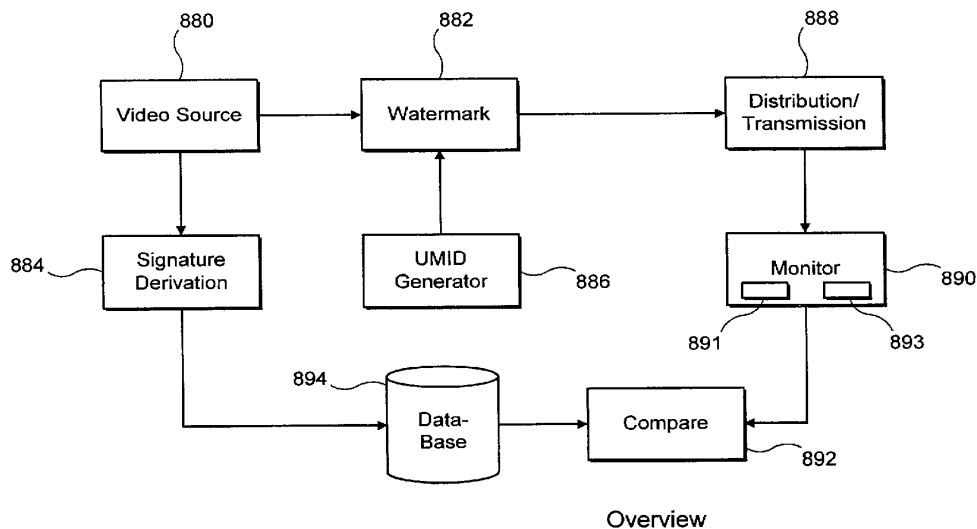 880
882
888
Video Source
Watermark
Distribution/
Transmission
884
Signature
Derivation
UMID
Generator
886
Monitor
890
891
893
894
Data-
Base
Compare
892
Overview